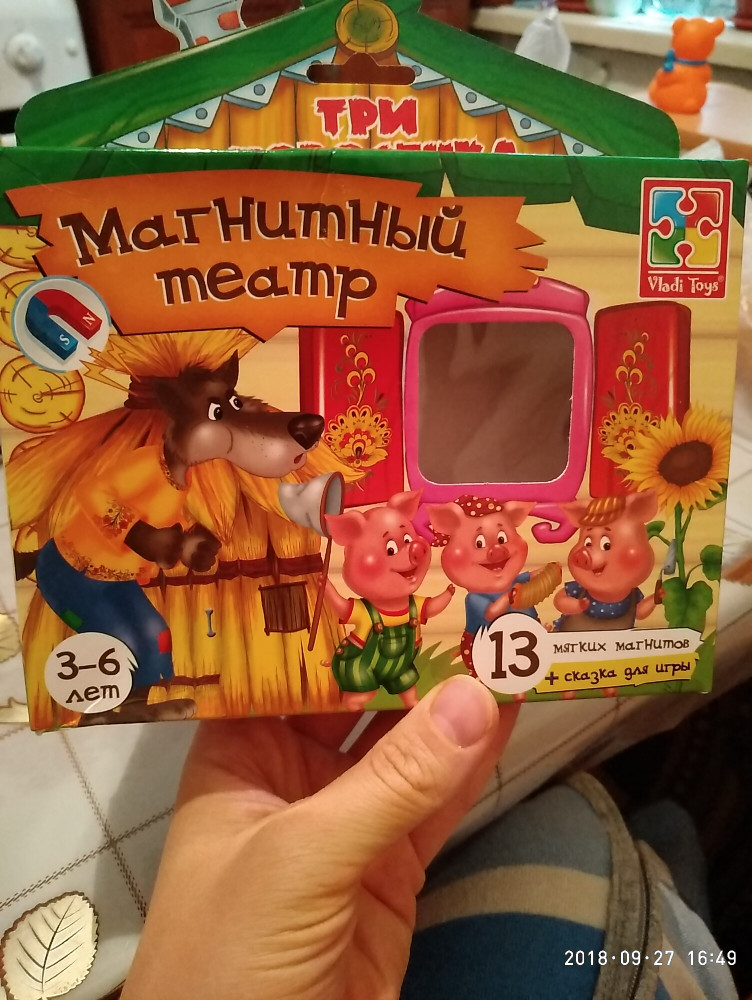 ТРИ
Магнитный
театр
Vladi Toys
N
S
3-6
лет
13
мягких магнитов
+ сказка для игры
2018-09-27 16:49